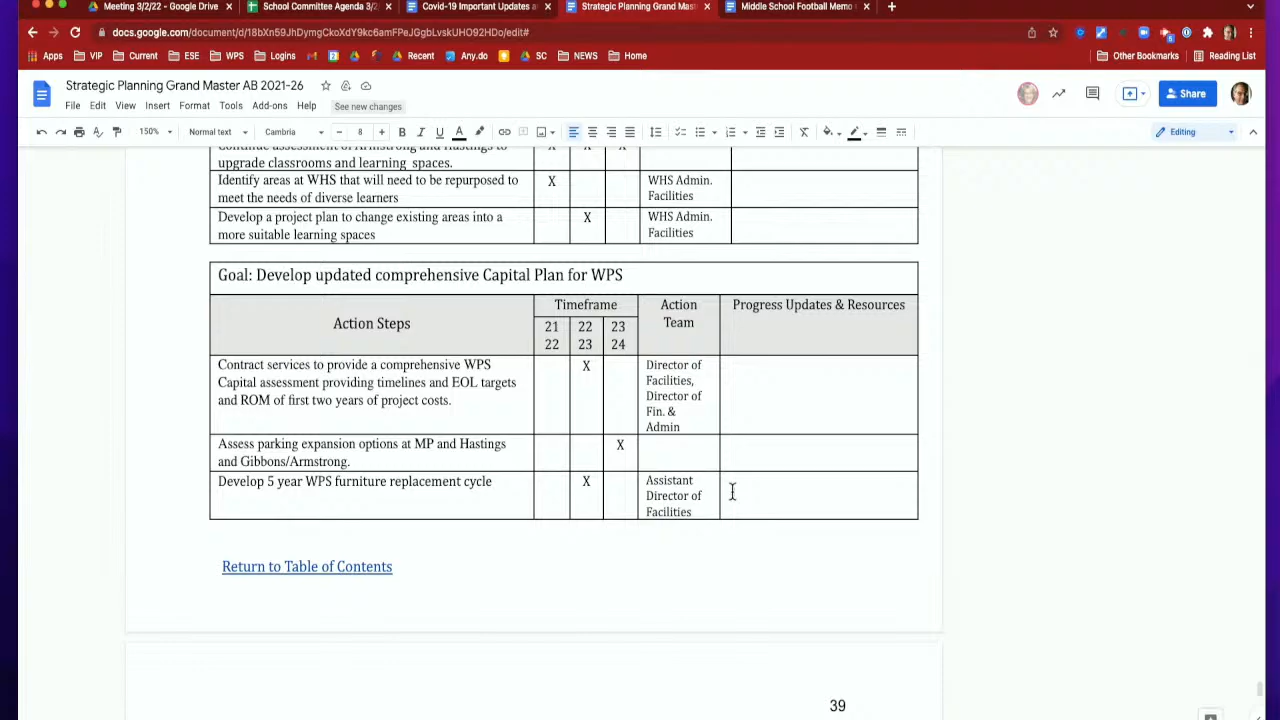 Meeting 3/2/22 - Google Drive
School Committee Agenda 3/2
Covid-19 Important Updates a
Strategic Planning Grand Mast
Middle School Football Memo
docs.google.com/document/d/18bXn59JhDymgCkoXdY9kc6amFPeJGgbLvskUHO92HDo/edit#
Apps VIP Current ESE WPS Logins Recent Any.do SC NEWS Home Other Bookmarks Reading List
Strategic Planning Grand Master AB 2021-26
File Edit View Insert Format Tools Add-ons Help See new changes
Share
150% Normal text Cambria - 8 + B I U A Editing
Continue assessment of Armstrong and Hastings to X X X
upgrade classrooms and learning spaces.
Identify areas at WHS that will need to be repurposed to X WHS Admin.
meet the needs of diverse learners Facilities
Develop a project plan to change existing areas into a X WHS Admin.
more suitable learning spaces Facilities
Goal: Develop updated comprehensive Capital Plan for WPS
Action Steps
Timeframe
21 22 23
22 23 24
Action
Team
Progress Updates & Resources
Contract services to provide a comprehensive WPS X Director of
Capital assessment providing timelines and EOL targets Facilities,
and ROM of first two years of project costs. Director of
Fin. &
Admin
Assess parking expansion options at MP and Hastings X
and Gibbons/Armstrong.
Develop 5 year WPS furniture replacement cycle X Assistant
Director of
Facilities
Return to Table of Contents
39